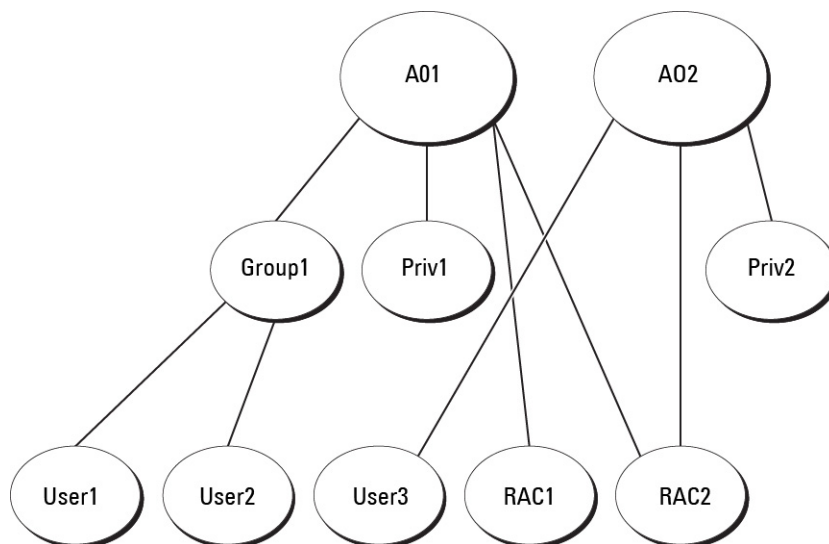 A01
AO2
Group1
Priv1
Priv2
User1
User2
User3
RAC1
RAC2